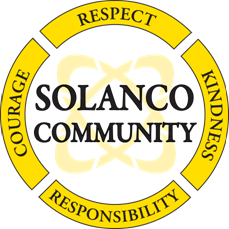 RESPECT
COURAGE
KINDNESS
SOLANCO
COMMUNITY
RESPONSIBILITY